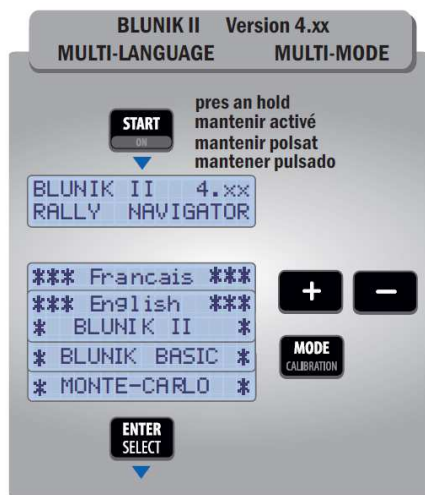 BLUNIK II Version 4.xx
MULTI-LANGUAGE MULTI-MODE
START
ON
pres an hold
mantenir activé
mantenir polsat
mantener pulsado
BLUNIK II 4.xx
RALLY NAVIGATOR
*** Francais ***
*** English ***
* BLUNIK II *
* BLUNIK BASIC *
* MONTE-CARLO *
+ −
MODE
CALIBRATION
ENTER
SELECT